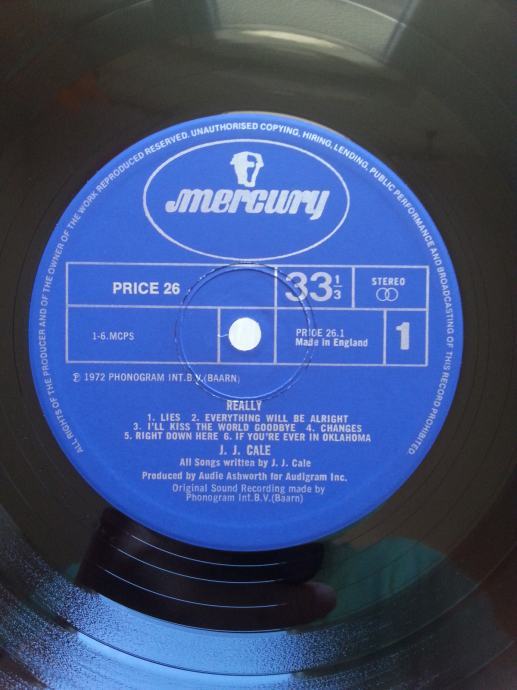 ALL RIGHTS OF THE PRODUCER AND OF THE OWNER OF THE WORK REPRODUCED RESERVED. UNAUTHORISED COPYING, HIRING, LENDING, PUBLIC PERFORMANCE AND BROADCASTING OF THIS RECORD PROHIBITED
mercury
PRICE 26
33 1/3
STEREO
1-6.MCPS
PRICE 26.1
Made in England
1
Ⓟ 1972 PHONOGRAM INT.B.V.(BAARN)
REALLY
1. LIES 2. EVERYTHING WILL BE ALRIGHT
3. I'LL KISS THE WORLD GOODBYE 4. CHANGES
5. RIGHT DOWN HERE 6. IF YOU'RE EVER IN OKLAHOMA
J. J. CALE
All Songs written by J. J. Cale
Produced by Audie Ashworth for Audigram Inc.
Original Sound Recording made by
Phonogram Int.B.V.(Baarn)